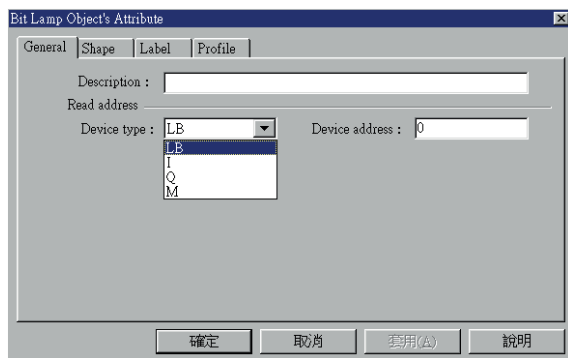 Bit Lamp Object's Attribute
General Shape Label Profile
Description :
Read address
Device type : LB Device address : 0
LB
I
Q
M
確定 取消 套用(A) 說明